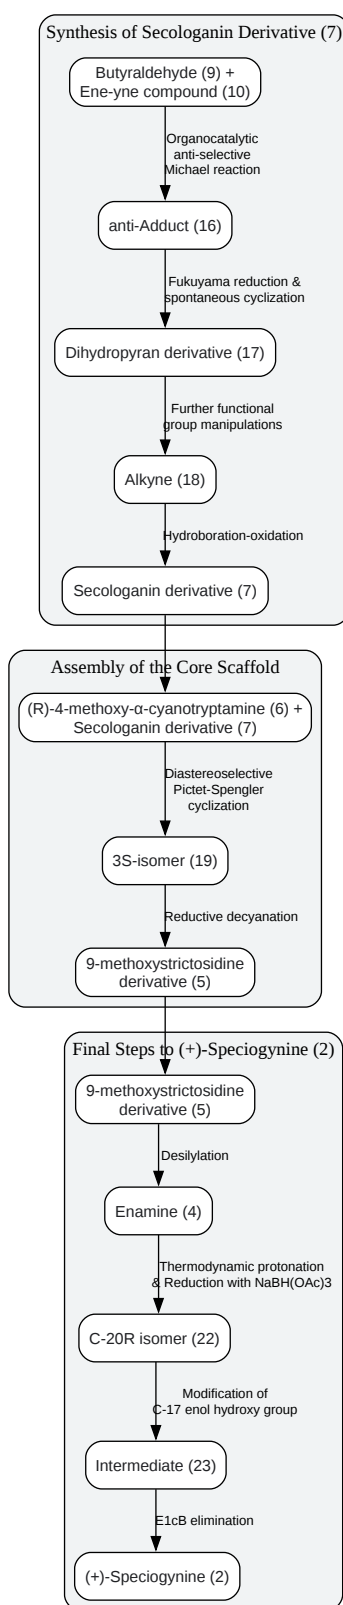 Synthesis of Secologanin Derivative (7)
Butyraldehyde (9) +
Ene-yne compound (10)
Organocatalytic
anti-selective
Michael reaction
anti-Adduct (16)
Fukuyama reduction &
spontaneous cyclization
Dihydropyran derivative (17)
Further functional
group manipulations
Alkyne (18)
Hydroboration-oxidation
Secologanin derivative (7)
Assembly of the Core Scaffold
(R)-4-methoxy-α-cyanotryptamine (6) +
Secologanin derivative (7)
Diastereoselective
Pictet-Spengler
cyclization
3S-isomer (19)
Reductive decyanation
9-methoxystrictosidine
derivative (5)
Final Steps to (+)-Speciogynine (2)
9-methoxystrictosidine
derivative (5)
Desilylation
Enamine (4)
Thermodynamic protonation
& Reduction with NaBH(OAc)3
C-20R isomer (22)
Modification of
C-17 enol hydroxy group
Intermediate (23)
E1cB elimination
(+)-Speciogynine (2)